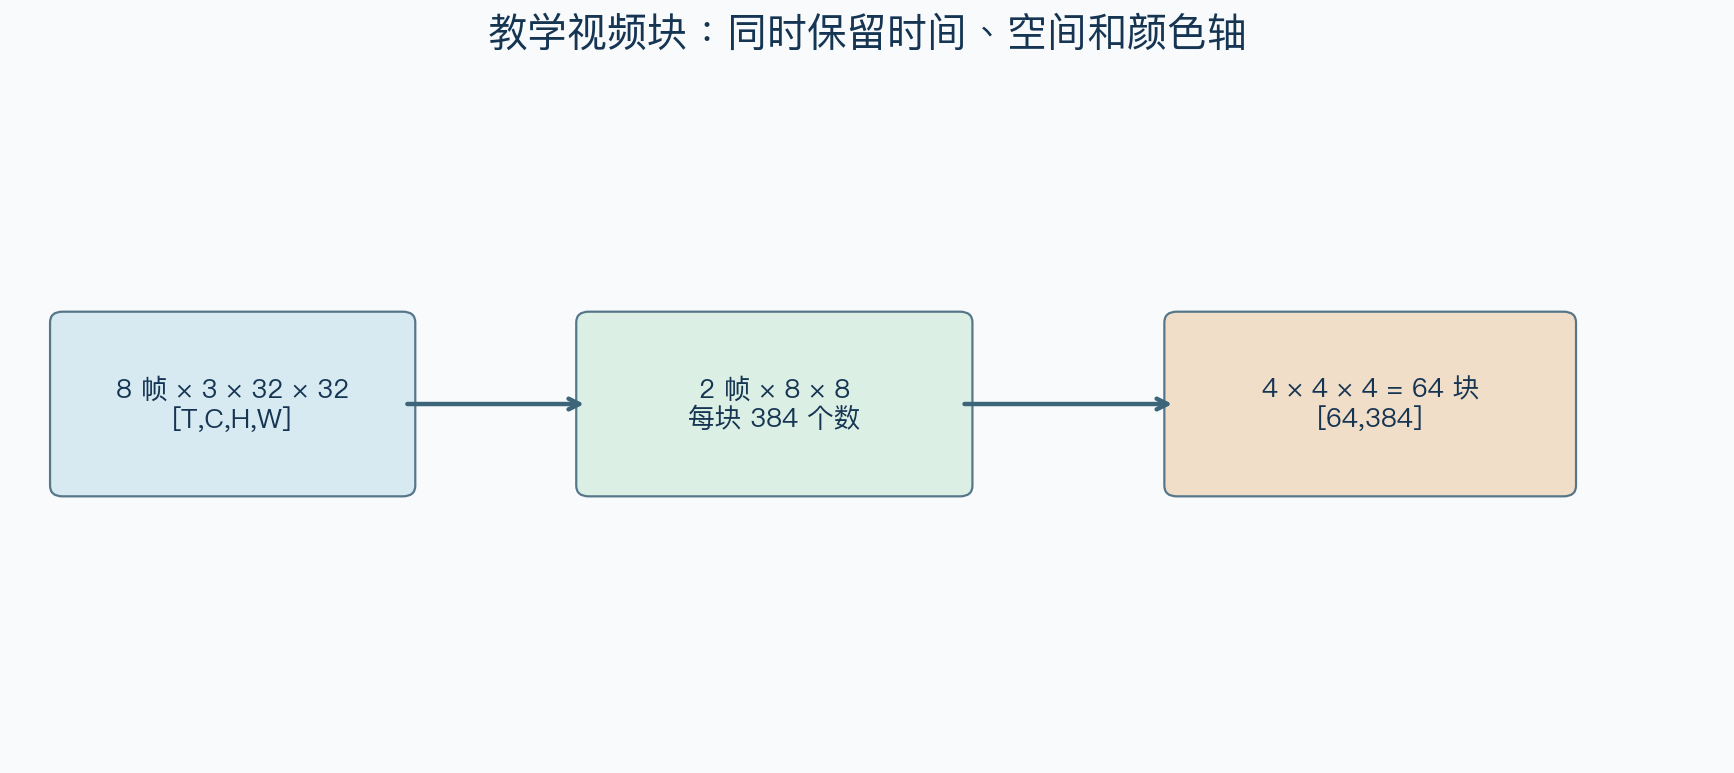 教学视频块：同时保留时间、空间和颜色轴
8 帧 × 3 × 32 × 32
[T,C,H,W]
2 帧 × 8 × 8
每块 384 个数
4 × 4 × 4 = 64 块
[64,384]